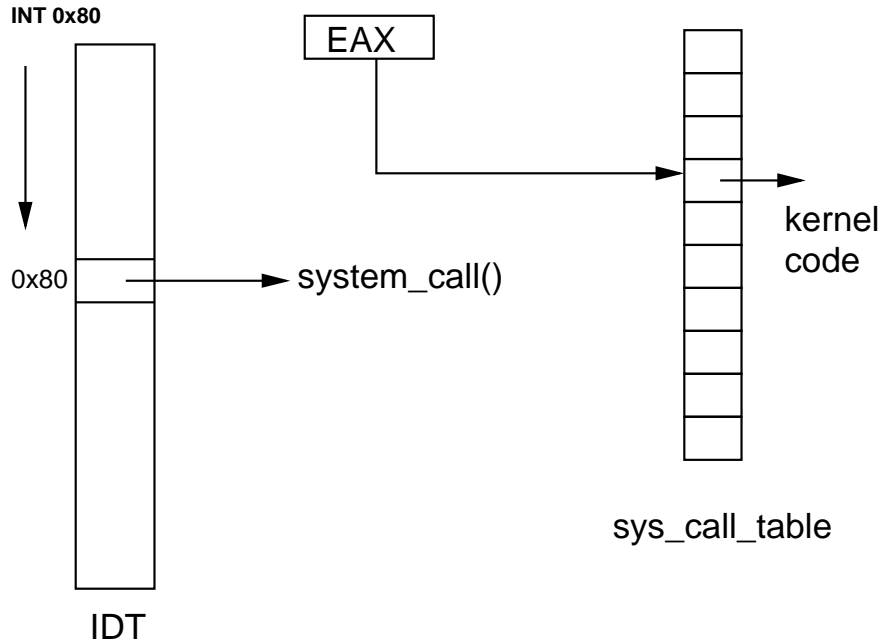 INT 0x80
EAX
0x80
system_call()
kernel
code
sys_call_table
IDT